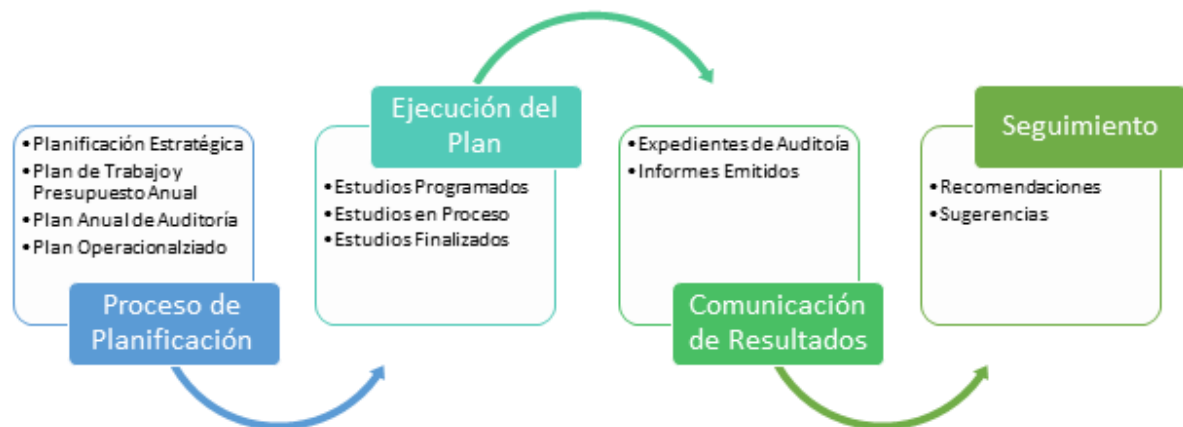 • Planificación Estratégica
• Plan de Trabajo y
Presupuesto Anual
• Plan Anual de Auditoría
• Plan Operacionalziado
Proceso de
Planificación
Ejecución del
Plan
• Estudios Programados
• Estudios en Proceso
• Estudios Finalizados
• Expedientes de Auditoía
• Informes Emitidos
Comunicación
de Resultados
Seguimiento
• Recomendaciones
• Sugerencias